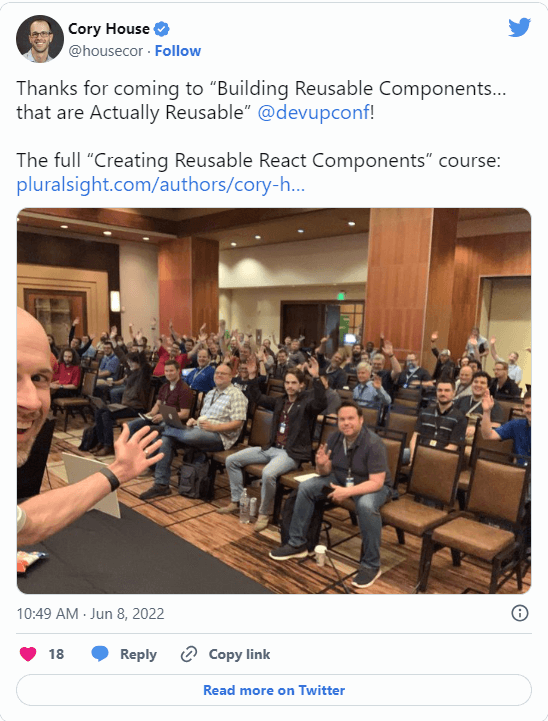 Cory House
@housecor · Follow
Thanks for coming to “Building Reusable Components...
that are Actually Reusable” @devupconf!
The full “Creating Reusable React Components” course:
pluralsight.com/authors/cory-h...
10:49 AM · Jun 8, 2022
18 Reply Copy link
Read more on Twitter